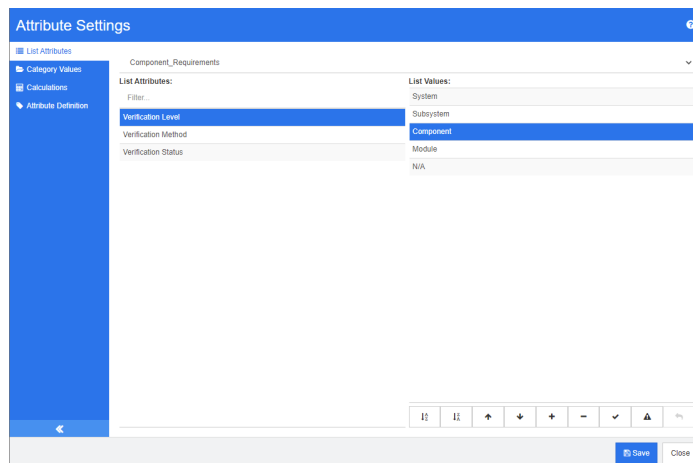 Attribute Settings
List Attributes
Category Values
Calculations
Attribute Definition
Component_Requirements
List Attributes:
Filter...
Verification Level
Verification Method
Verification Status
List Values:
System
Subsystem
Component
Module
N/A
Save
Close